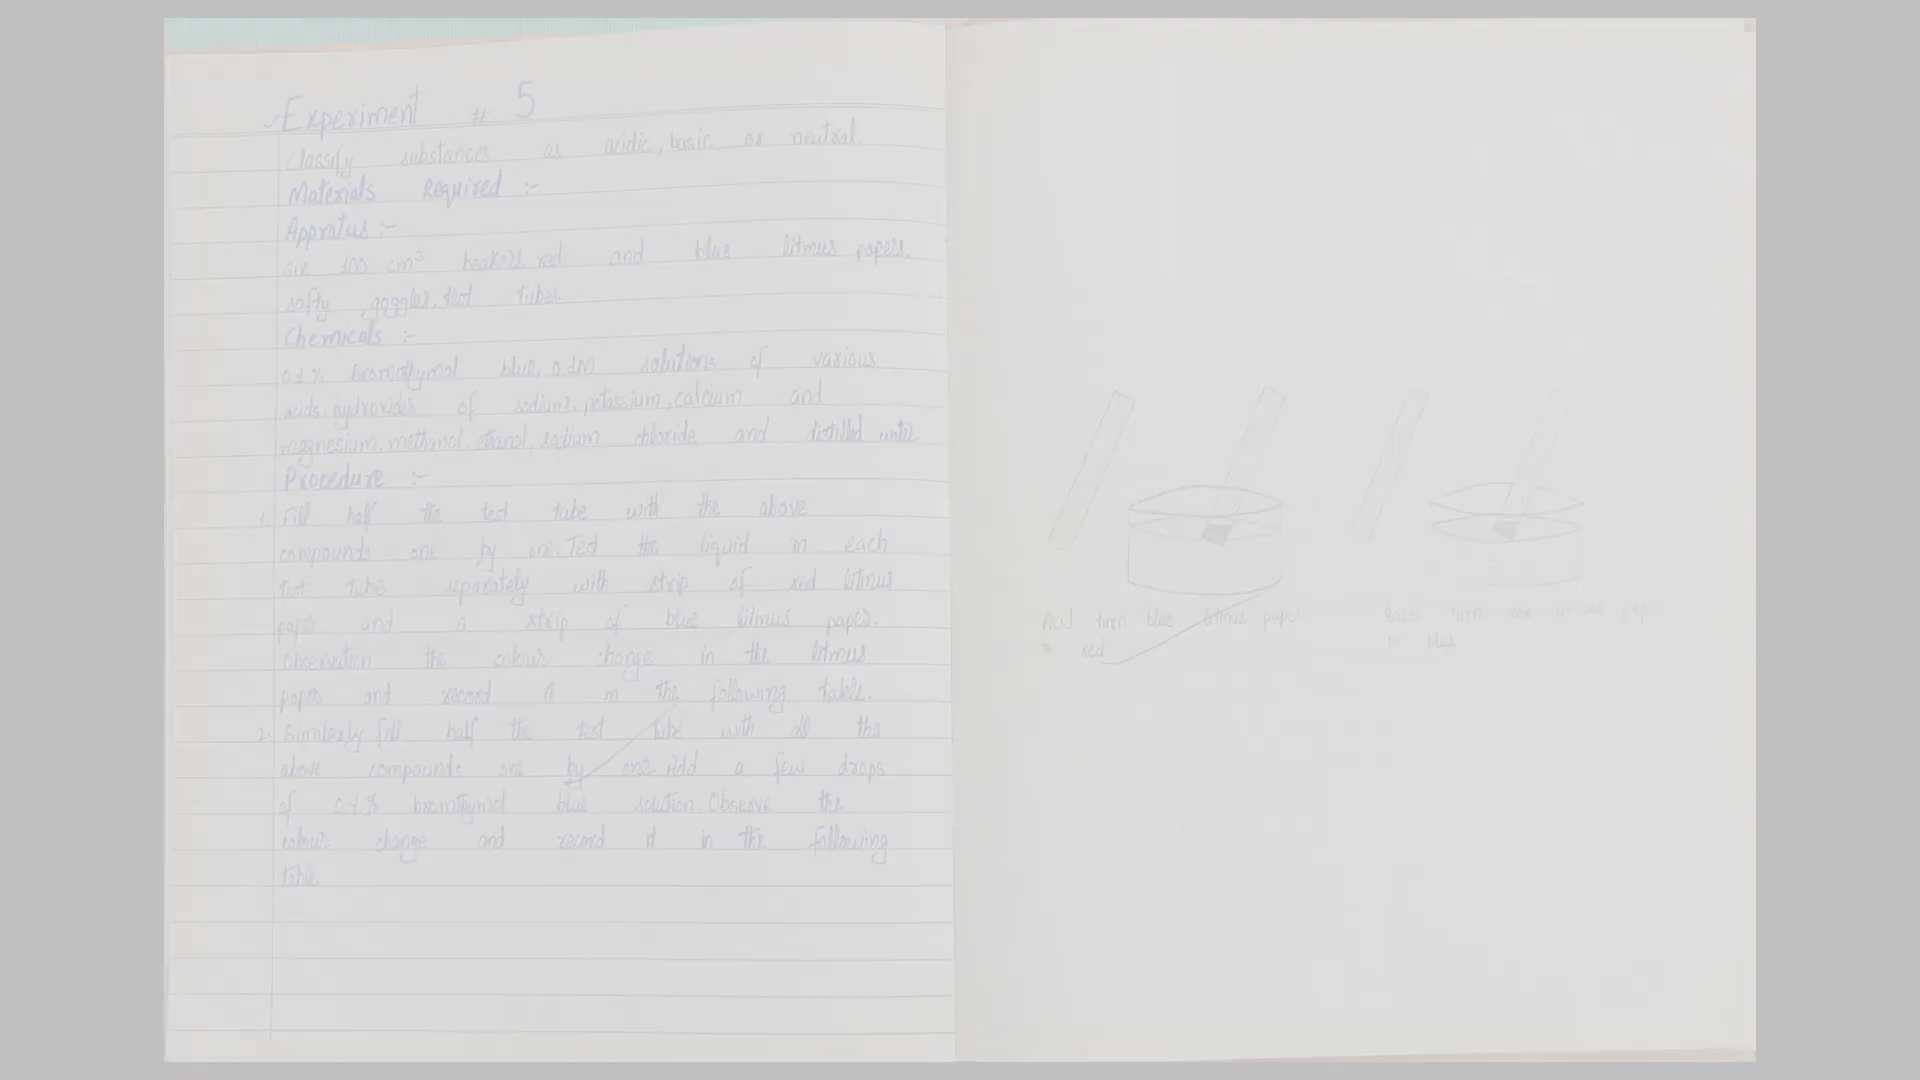 Experiment # 5
Classify substances as acidic, basic or neutral.
Materials Required :-
Appratus :-
six 100 cm³ beakers, red and blue litmus papers,
safty goggles, test tubes
Chemicals :-
0.1% Bromothymol blue, 0.1M solutions of various
acids, hydroxides of sodium, potassium, calcium and
magnesium, methanol, ethanol, sodium chloride and distilled water.
Procedure :-
1. Fill half the test tube with the above
compounds one by one. Test the liquid in each
test tube separately with strip of red litmus
paper and a strip of blue litmus paper.
Observation the colour change in the litmus
paper and record it in the following table.
2. Similerly, fill half the test tube with all the
above compounds one by one. Add a few drops
of 0.1% bromthymol blue solution. Observe the
colour change and record it in the following
table.
Acid turn blue litmus paper
to red
turn red litmus paper
blue